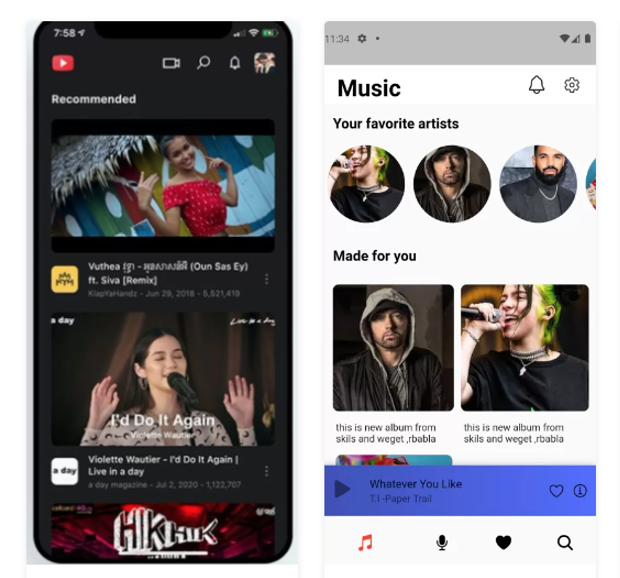 7:58
Recommended
Vuthea វុទ្ធា - អូនសាសន៍អី (Oun Sas Ey)
ft. Siva [Remix]
KlapYaHandz - Jun 29, 2018 - 5,521,419
a day
Live in a day
I'd Do It Again
Violette Wautier
a day
Violette Wautier - I'd Do It Again |
Live in a day
a day magazine - Jul 2, 2020 - 1,122,707
11:34
Music
Your favorite artists
Made for you
this is new album from
skils and weget ,rbabla
this is new album from
skils and weget ,rbabla
Whatever You Like
T.I -Paper Trail